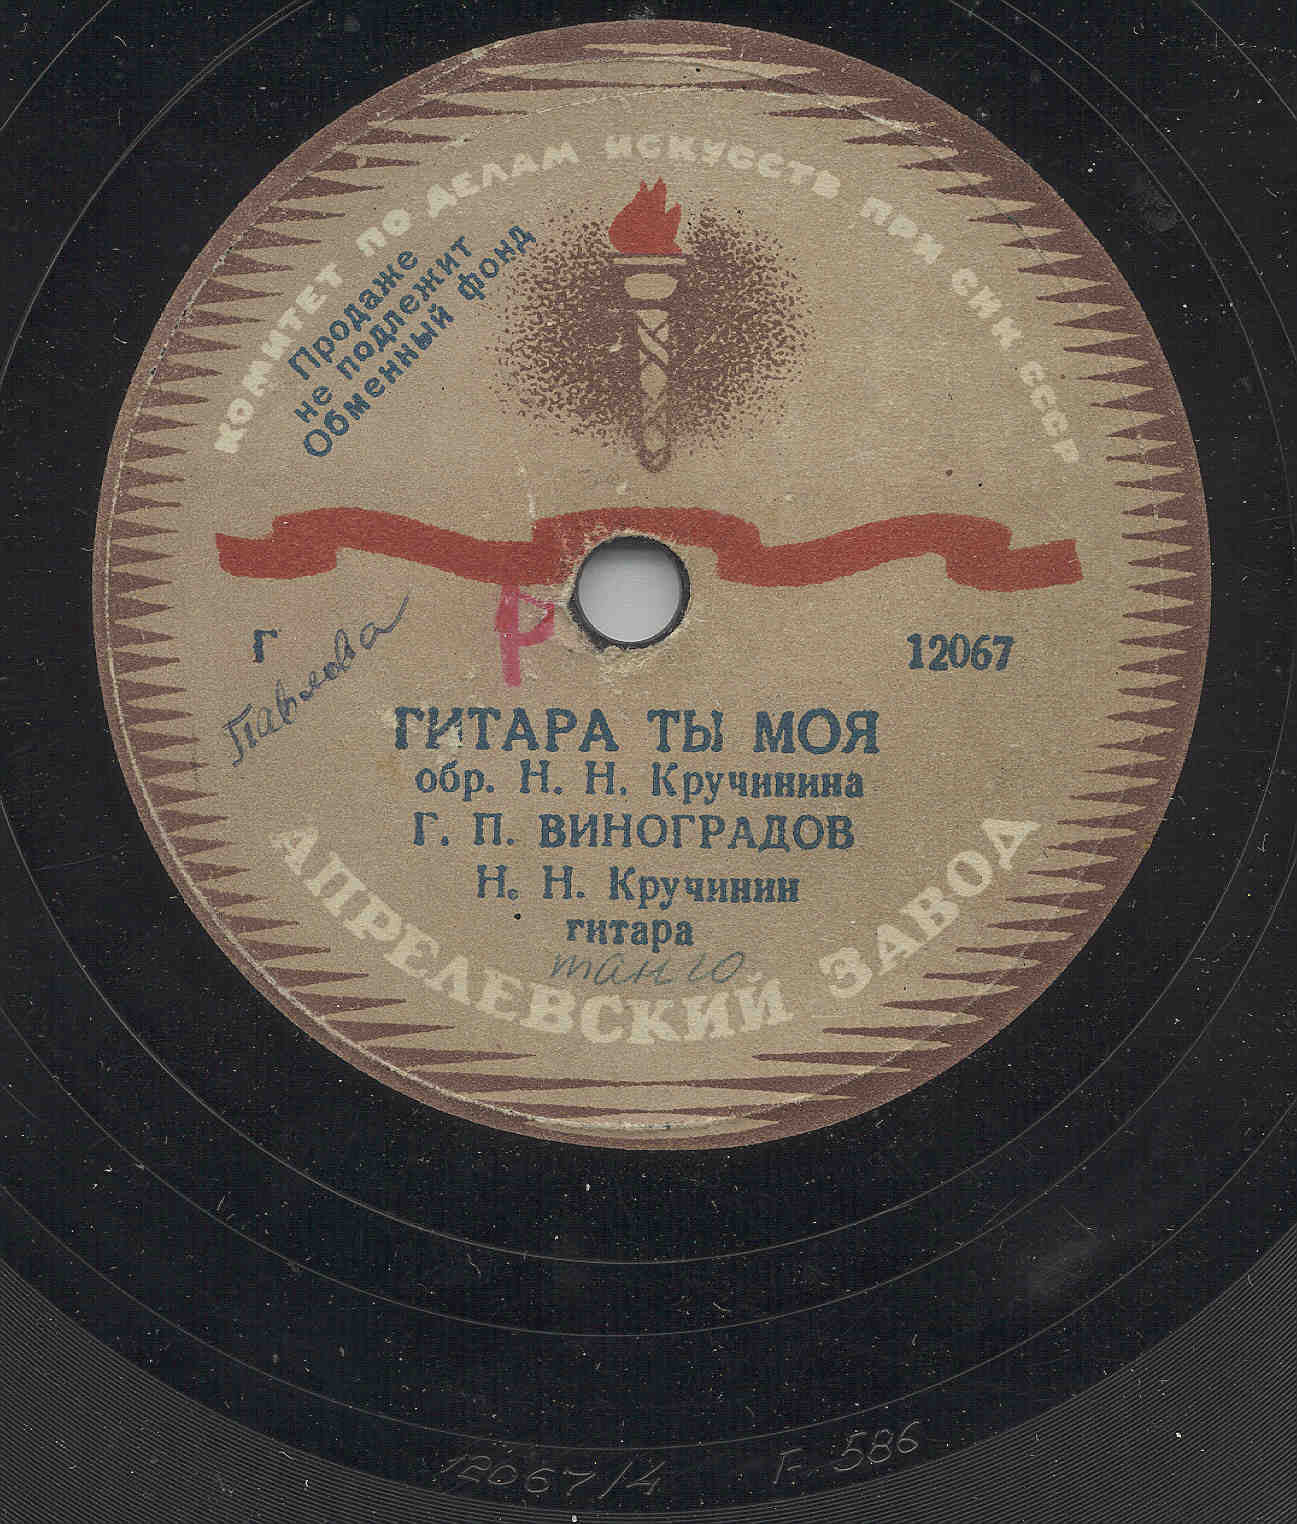 КОМИТЕТ ПО ДЕЛАМ ИСКУССТВ ПРИ СНК СССР
Продаже
не подлежит
Обменный фонд
Р
Г
12067
Павлова
ГИТАРА ТЫ МОЯ
обр. Н. Н. Кручинина
Г. П. ВИНОГРАДОВ
Н. Н. Кручинин
гитара
танго
АПРЕЛЕВСКИЙ ЗАВОД
12067/4 F. 586